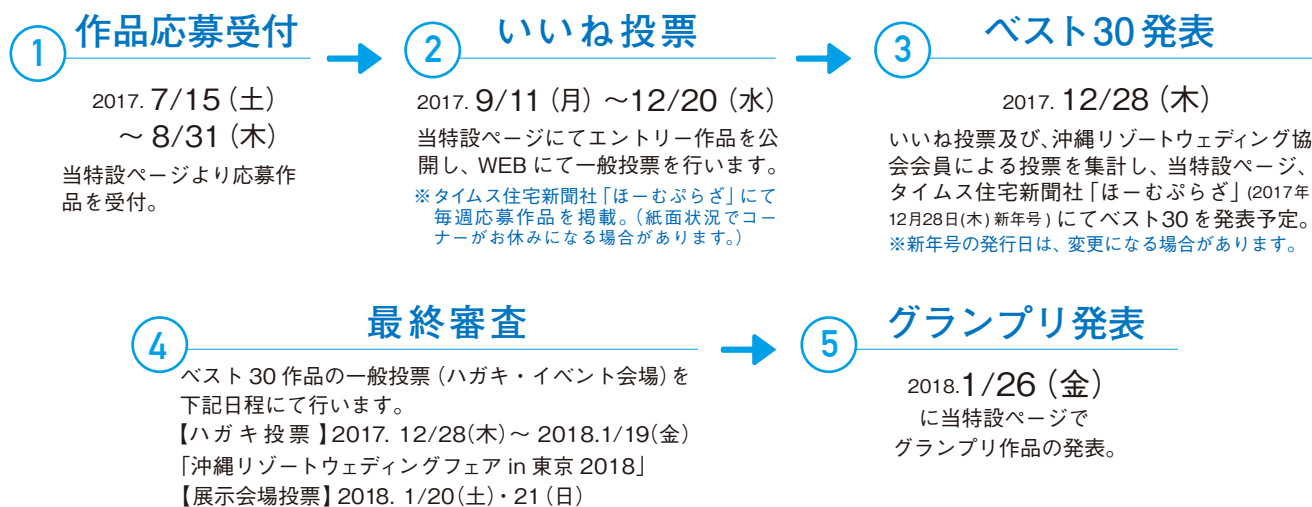 1 作品応募受付
2017. 7/15（土）
～ 8/31（木）
当特設ページより応募作
品を受付。
2 いいね投票
2017. 9/11（月）～12/20（水）
当特設ページにてエントリー作品を公
開し、WEB にて一般投票を行います。
※タイムス住宅新聞社「ほーむぷらざ」にて
毎週応募作品を掲載。（紙面状況でコー
ナーがお休みになる場合があります。）
3 ベスト30発表
2017. 12/28（木）
いいね投票及び、沖縄リゾートウェディング協
会会員による投票を集計し、当特設ページ、
タイムス住宅新聞社「ほーむぷらざ」(2017年
12月28日(木) 新年号) にてベスト30 を発表予定。
※新年号の発行日は、変更になる場合があります。
4 最終審査
ベスト 30 作品の一般投票（ハガキ・イベント会場）を
下記日程にて行います。
【ハガキ投票】2017. 12/28(木)～ 2018.1/19(金)
「沖縄リゾートウェディングフェア in 東京 2018」
【展示会場投票】2018. 1/20(土)・21（日）
5 グランプリ発表
2018.1/26（金）
に当特設ページで
グランプリ作品の発表。